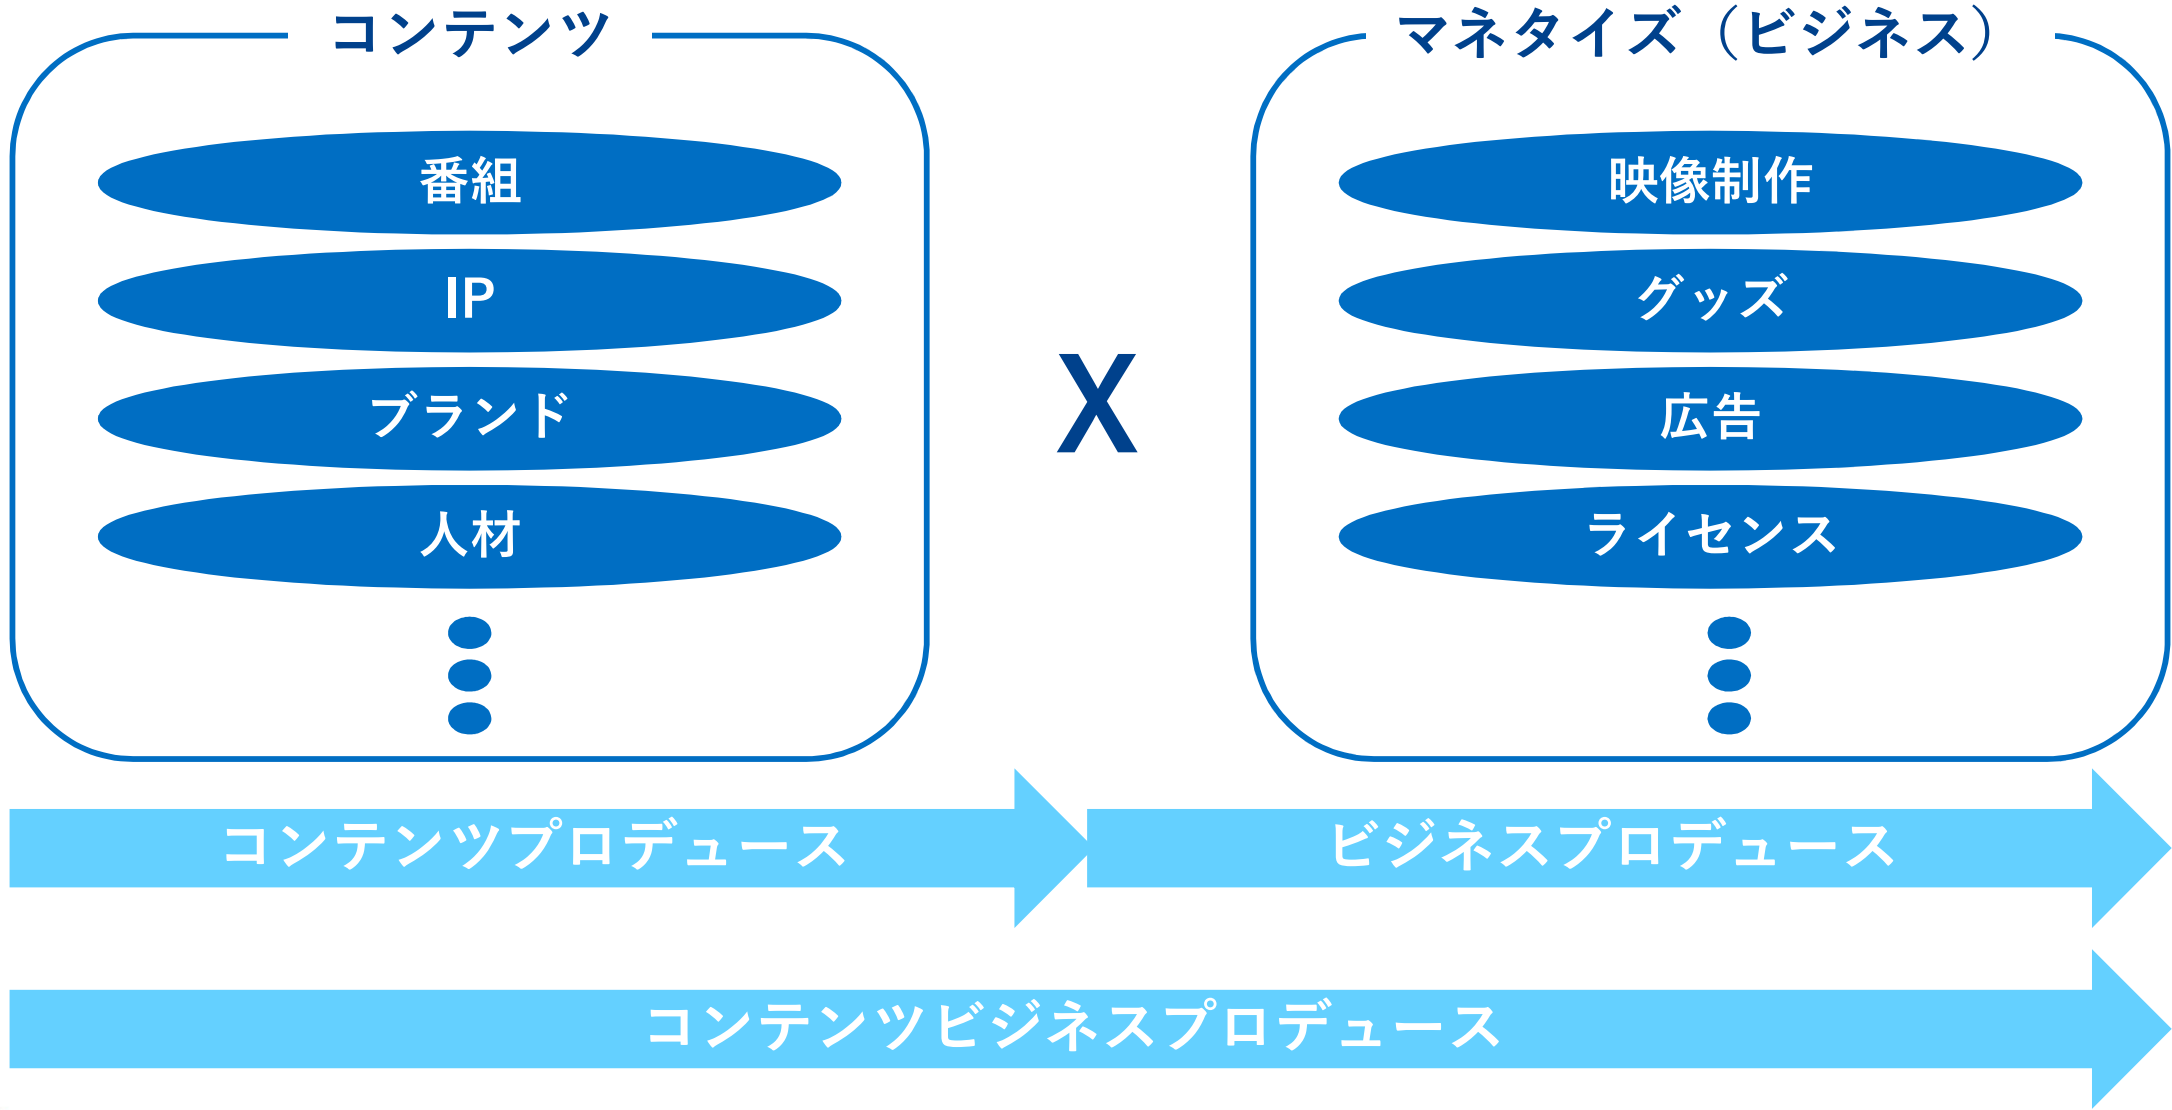 コンテンツ
番組
IP
ブランド
人材
X
マネタイズ（ビジネス）
映像制作
グッズ
広告
ライセンス
コンテンツプロデュース
ビジネスプロデュース
コンテンツビジネスプロデュース